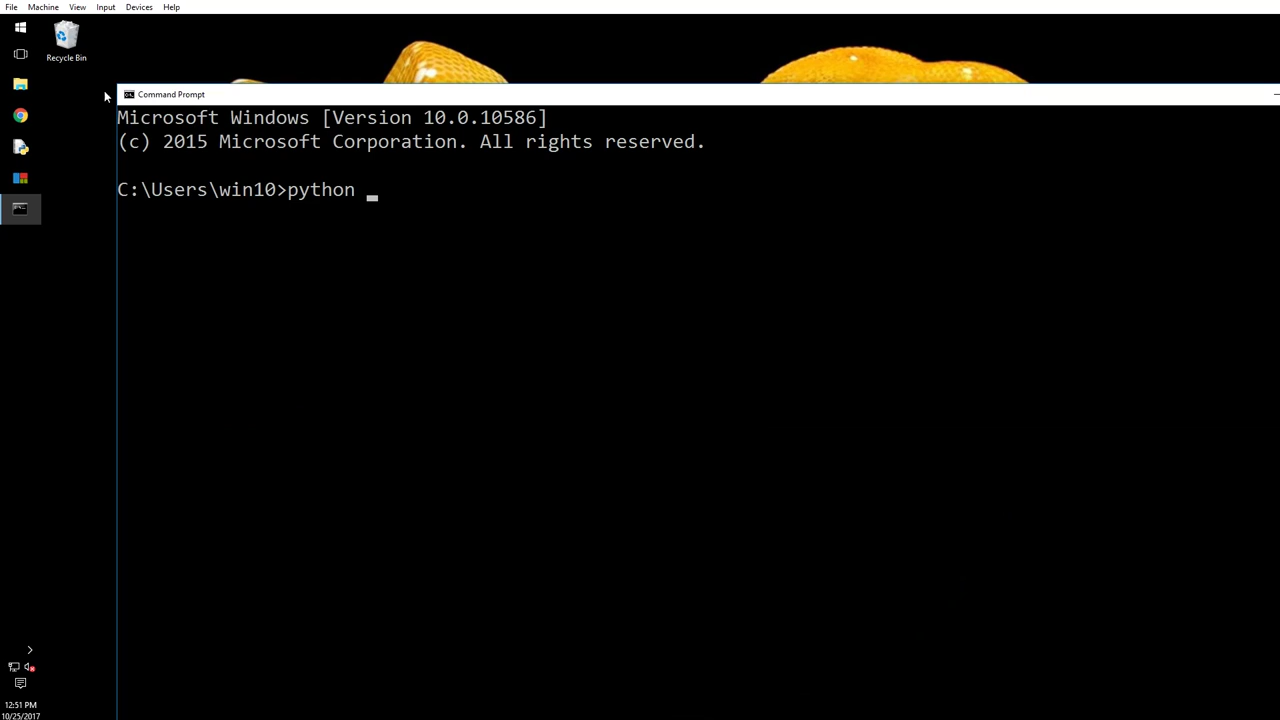 File Machine View Input Devices Help
Recycle Bin
Command Prompt
Microsoft Windows [Version 10.0.10586]
(c) 2015 Microsoft Corporation. All rights reserved.
C:\Users\win10>python
12:51 PM
10/25/2017